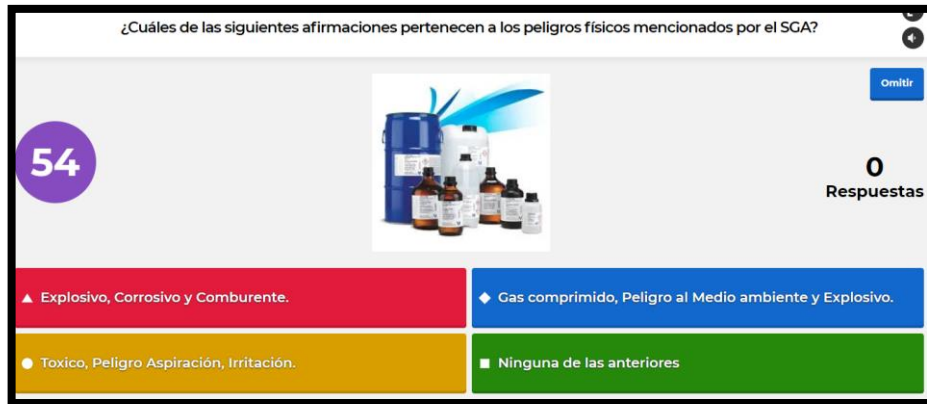 ¿Cuáles de las siguientes afirmaciones pertenecen a los peligros físicos mencionados por el SGA?
Omitir
54
0
Respuestas
Explosivo, Corrosivo y Comburente.
Gas comprimido, Peligro al Medio ambiente y Explosivo.
Toxico, Peligro Aspiración, Irritación.
Ninguna de las anteriores